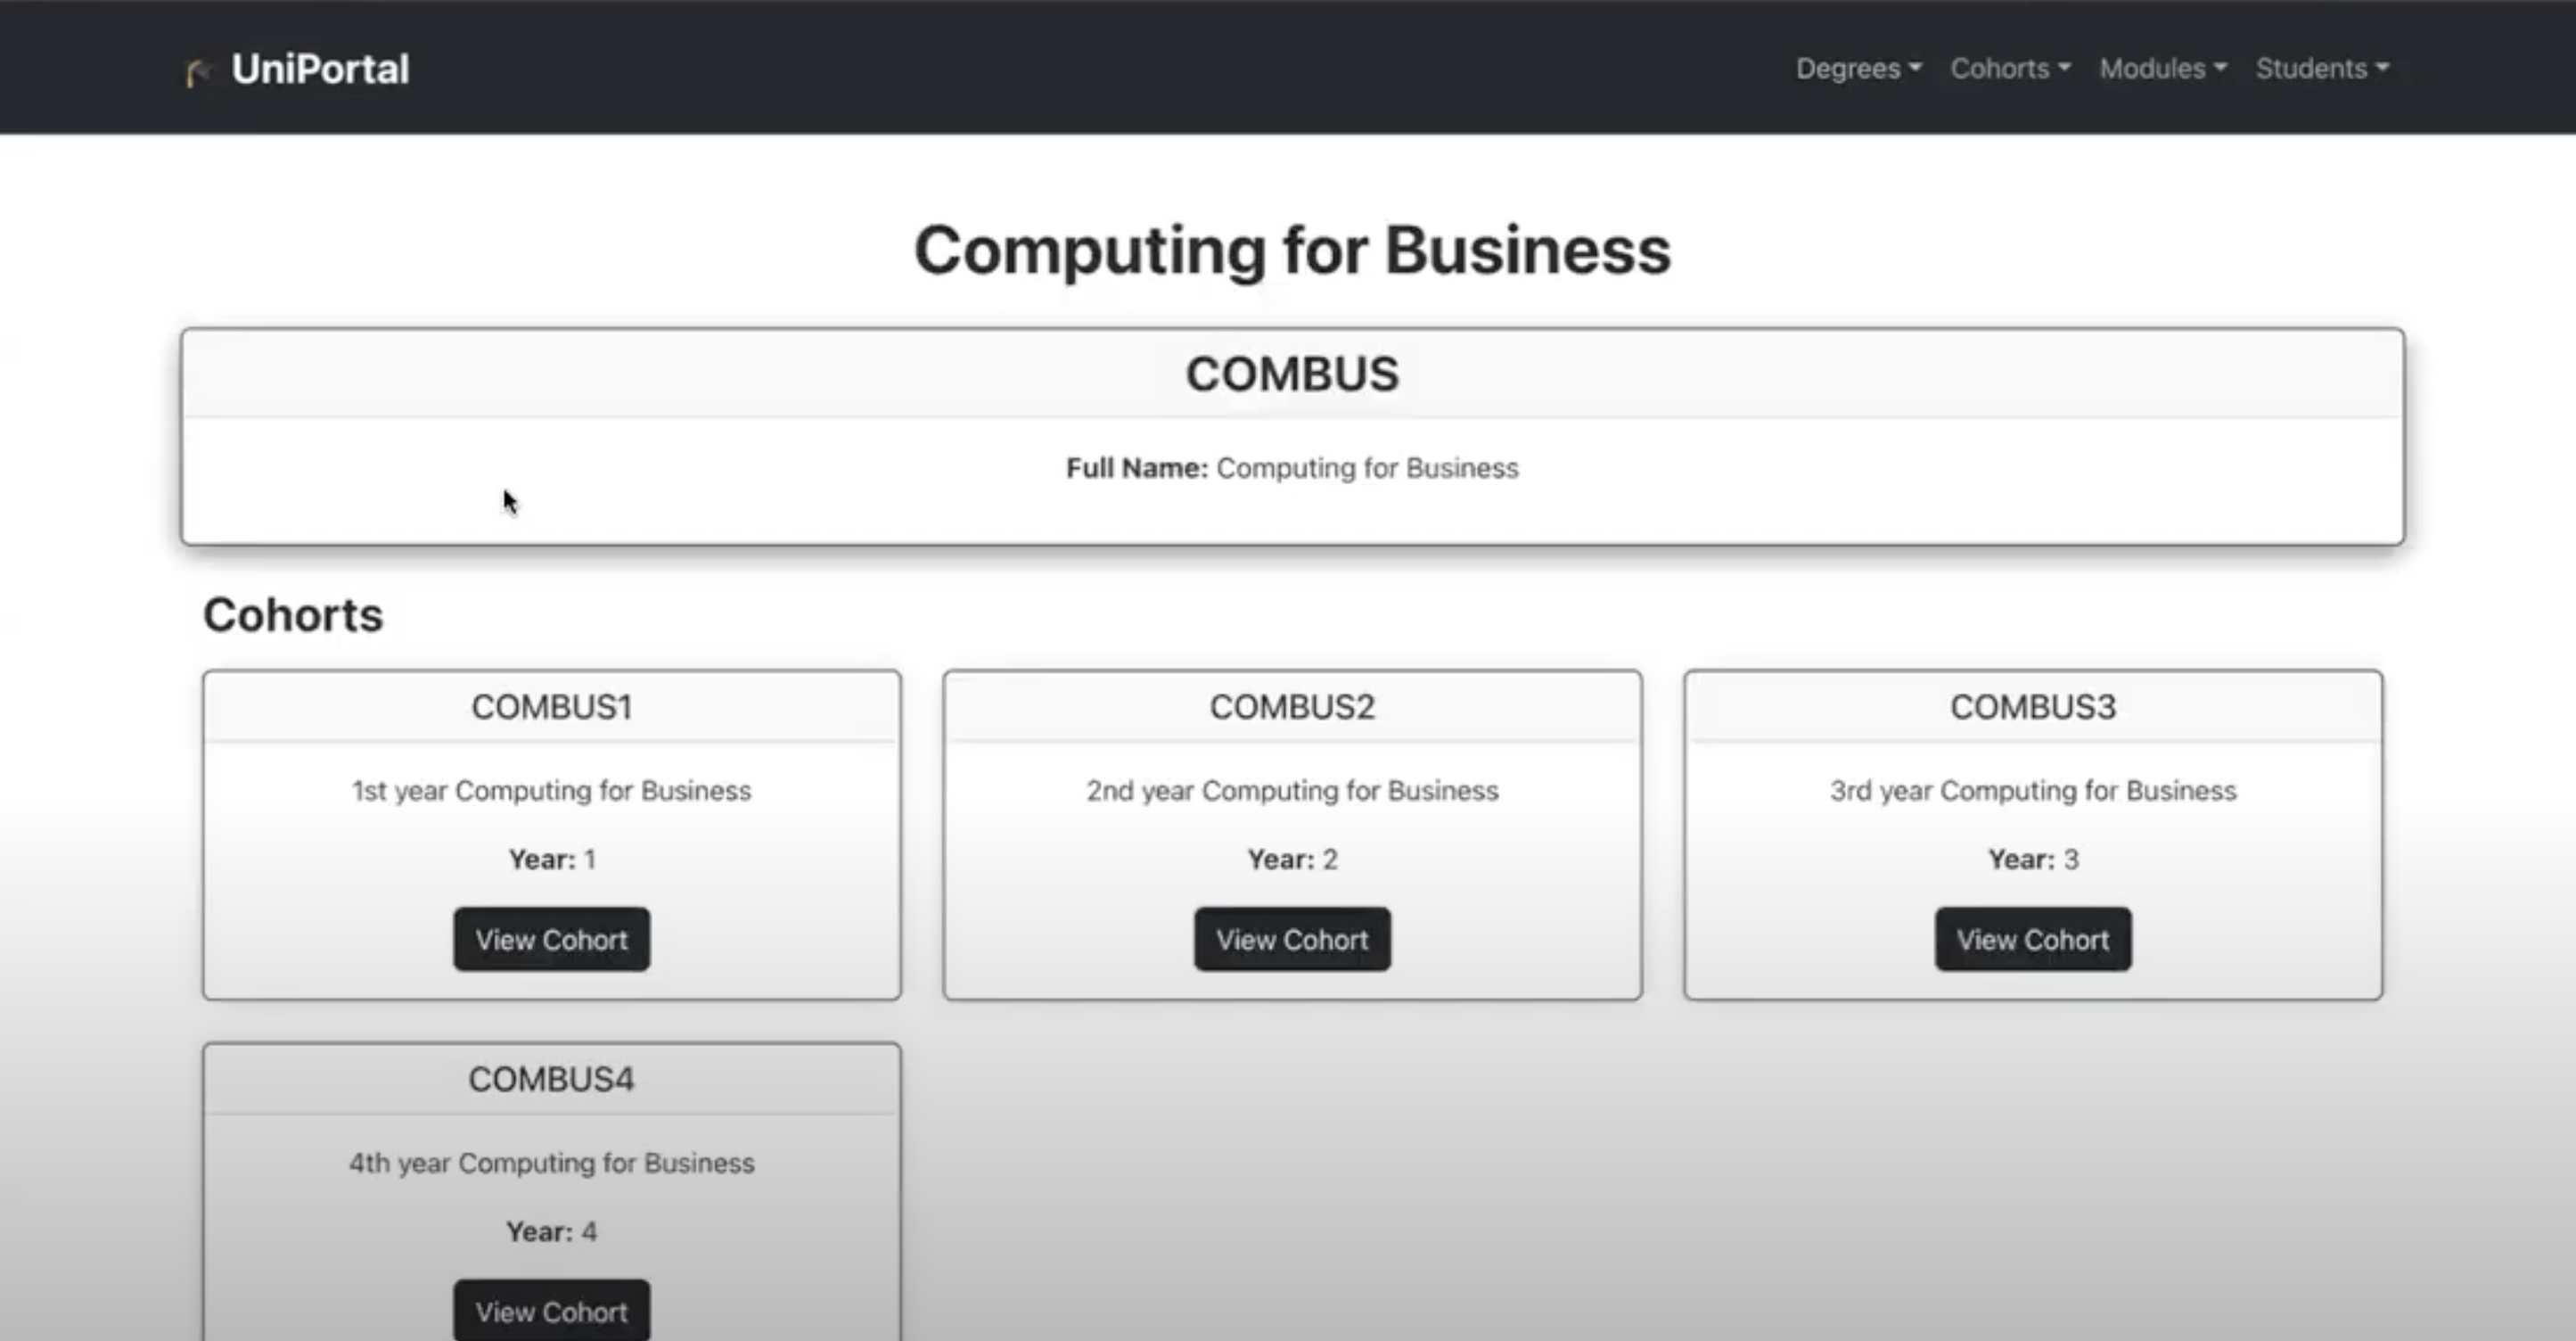 UniPortal
Degrees
Cohorts
Modules
Students
Computing for Business
COMBUS
Full Name: Computing for Business
Cohorts
COMBUS1
1st year Computing for Business
Year: 1
View Cohort
COMBUS2
2nd year Computing for Business
Year: 2
View Cohort
COMBUS3
3rd year Computing for Business
Year: 3
View Cohort
COMBUS4
4th year Computing for Business
Year: 4
View Cohort